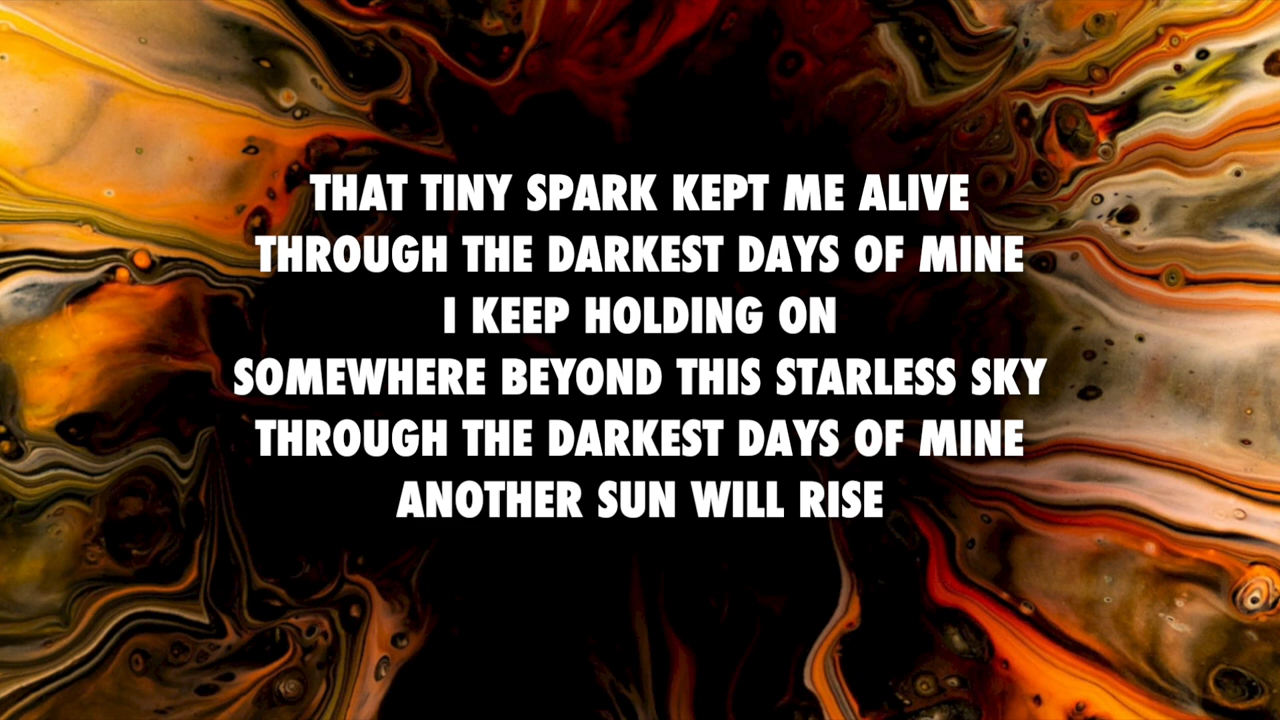 THAT TINY SPARK KEPT ME ALIVE
THROUGH THE DARKEST DAYS OF MINE
I KEEP HOLDING ON
SOMEWHERE BEYOND THIS STARLESS SKY
THROUGH THE DARKEST DAYS OF MINE
ANOTHER SUN WILL RISE